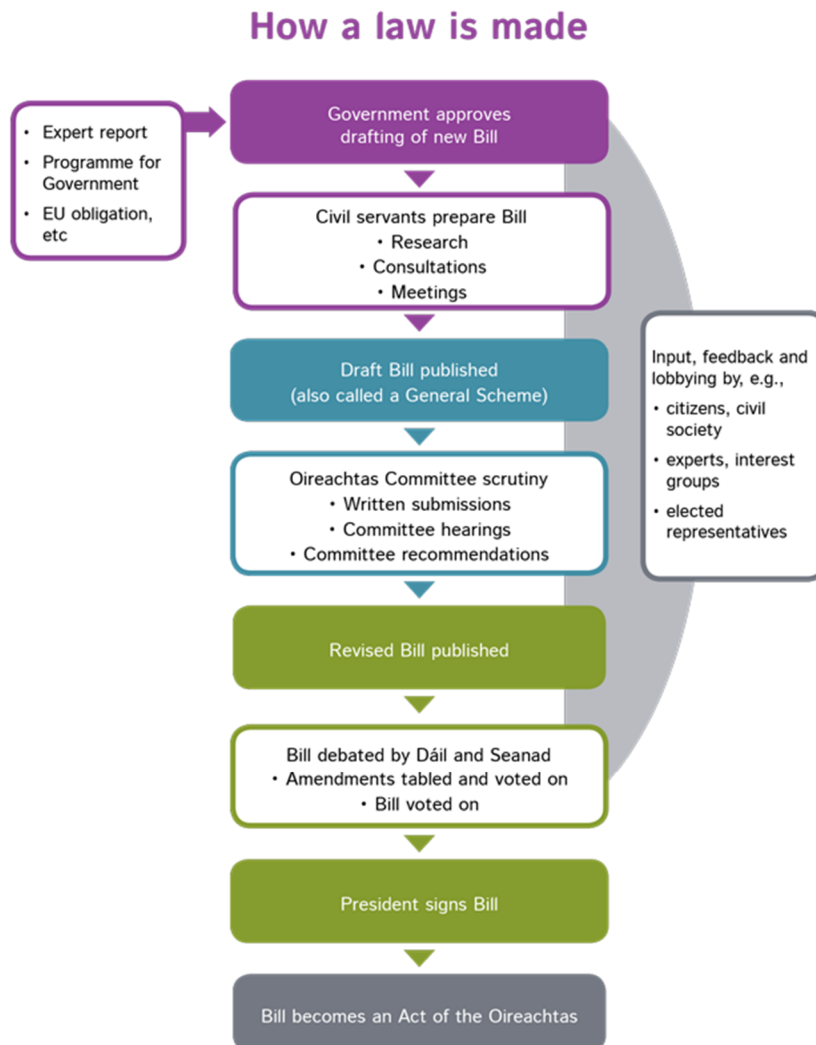 How a law is made
Government approves
drafting of new Bill
• Expert report
• Programme for
Government
• EU obligation,
etc
Civil servants prepare Bill
• Research
• Consultations
• Meetings
Draft Bill published
(also called a General Scheme)
Input, feedback and
lobbying by, e.g.,
• citizens, civil
society
• experts, interest
groups
• elected
representatives
Oireachtas Committee scrutiny
• Written submissions
• Committee hearings
• Committee recommendations
Revised Bill published
Bill debated by Dáil and Seanad
• Amendments tabled and voted on
• Bill voted on
President signs Bill
Bill becomes an Act of the Oireachtas